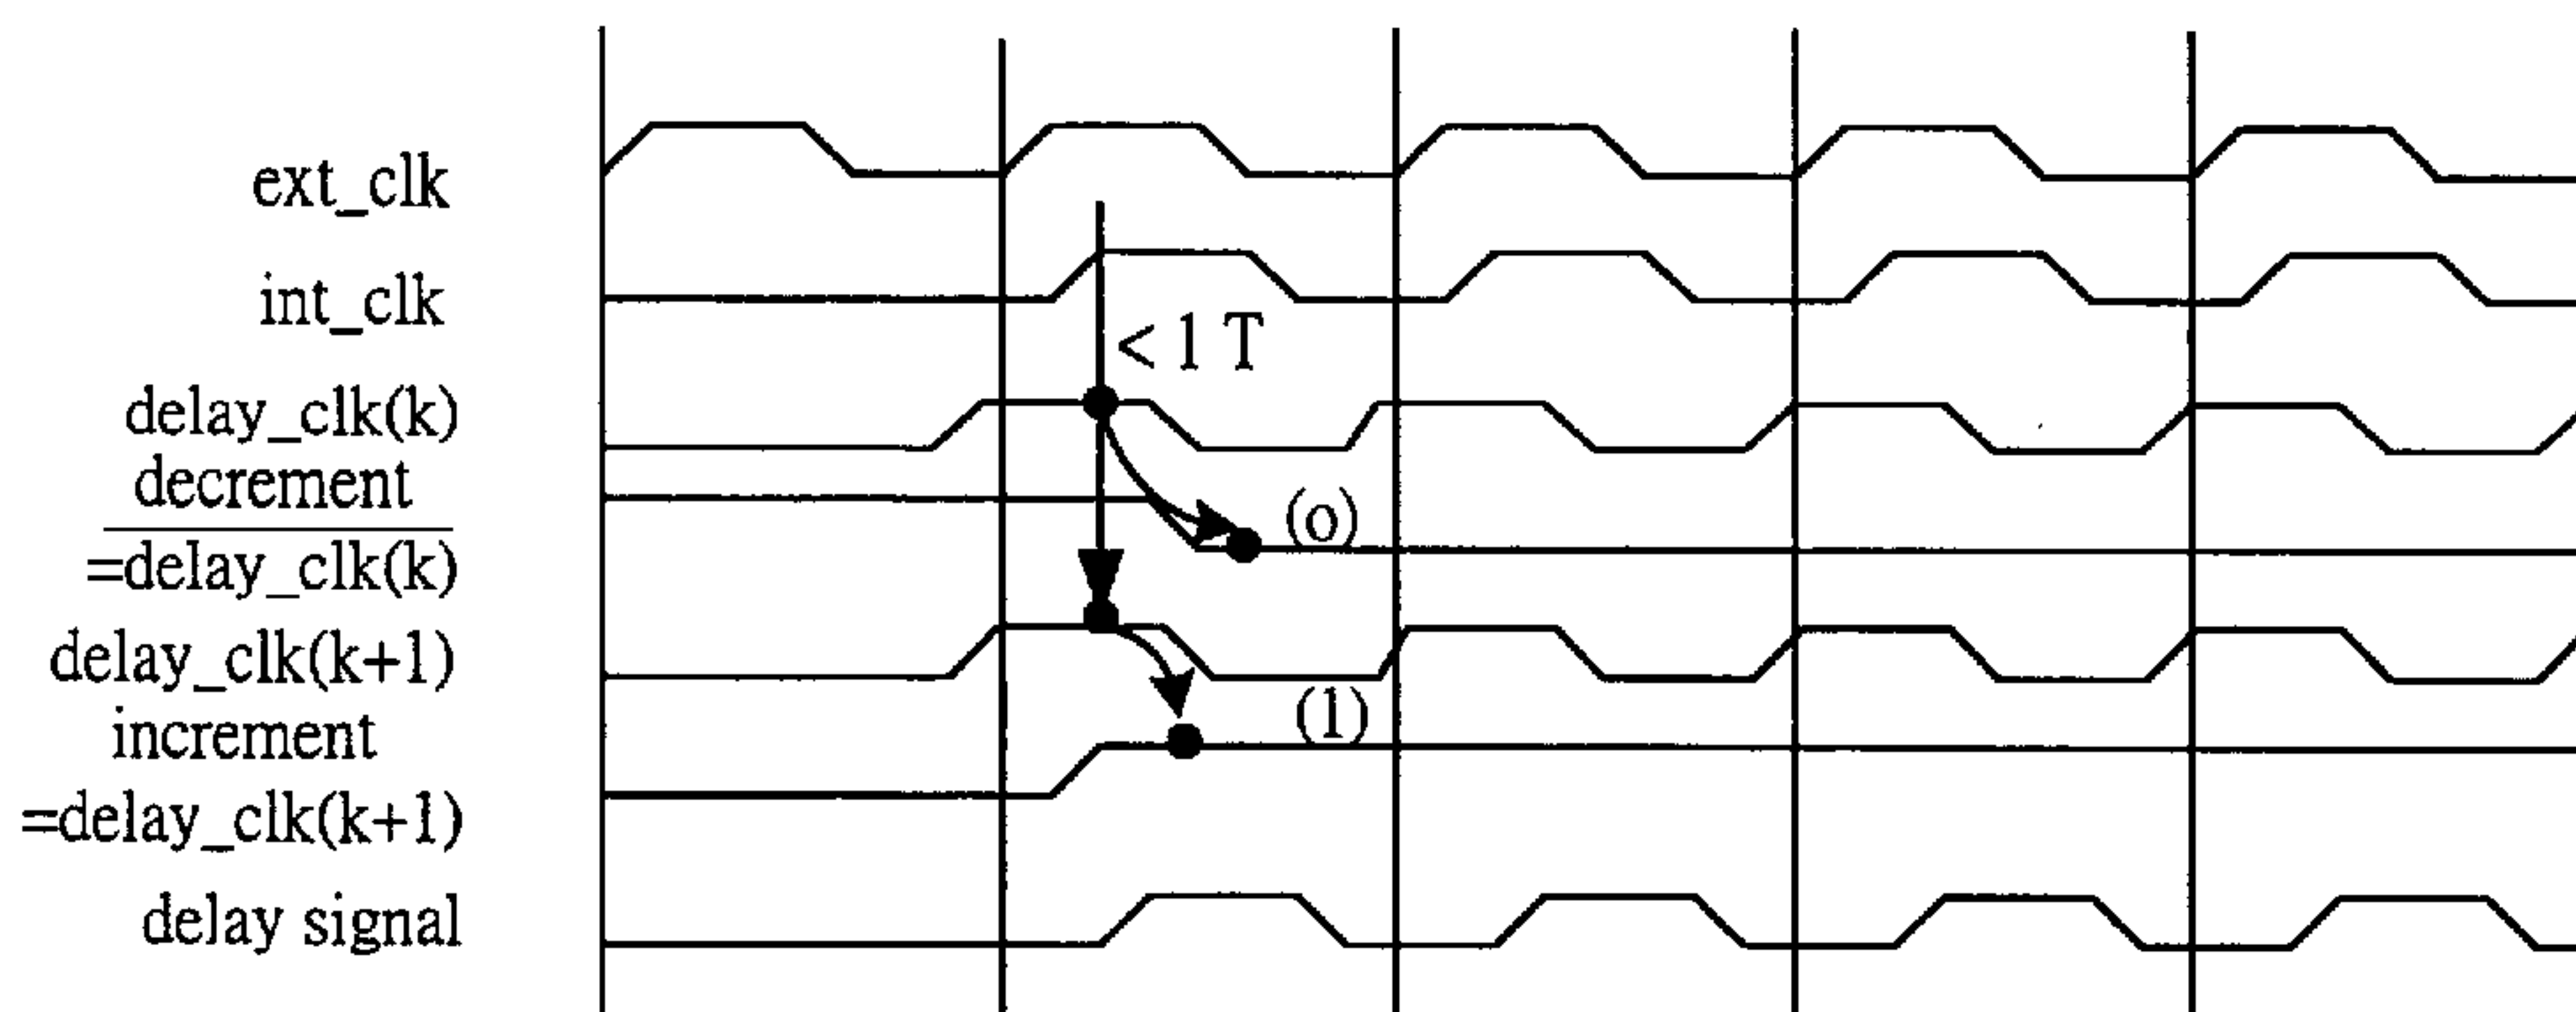 ext_clk
int_clk
< 1 T
delay_clk(k)
decrement
(o)
=delay_clk(k)
delay_clk(k+1)
increment
(1)
=delay_clk(k+1)
delay signal